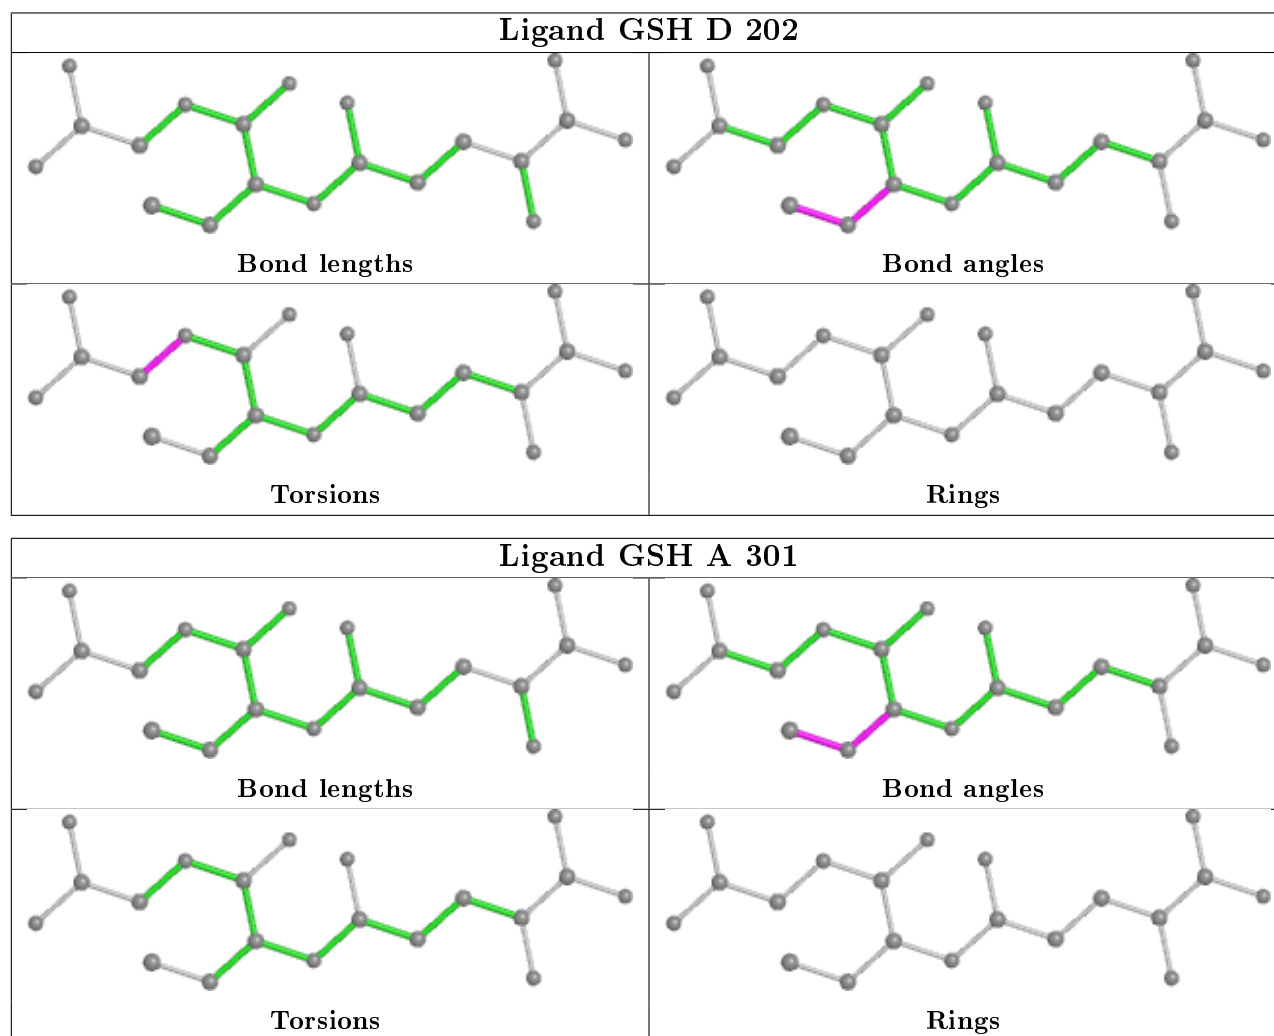 Ligand GSH D 202
Bond lengths
Bond angles
Torsions
Rings
Ligand GSH A 301
Bond lengths
Bond angles
Torsions
Rings